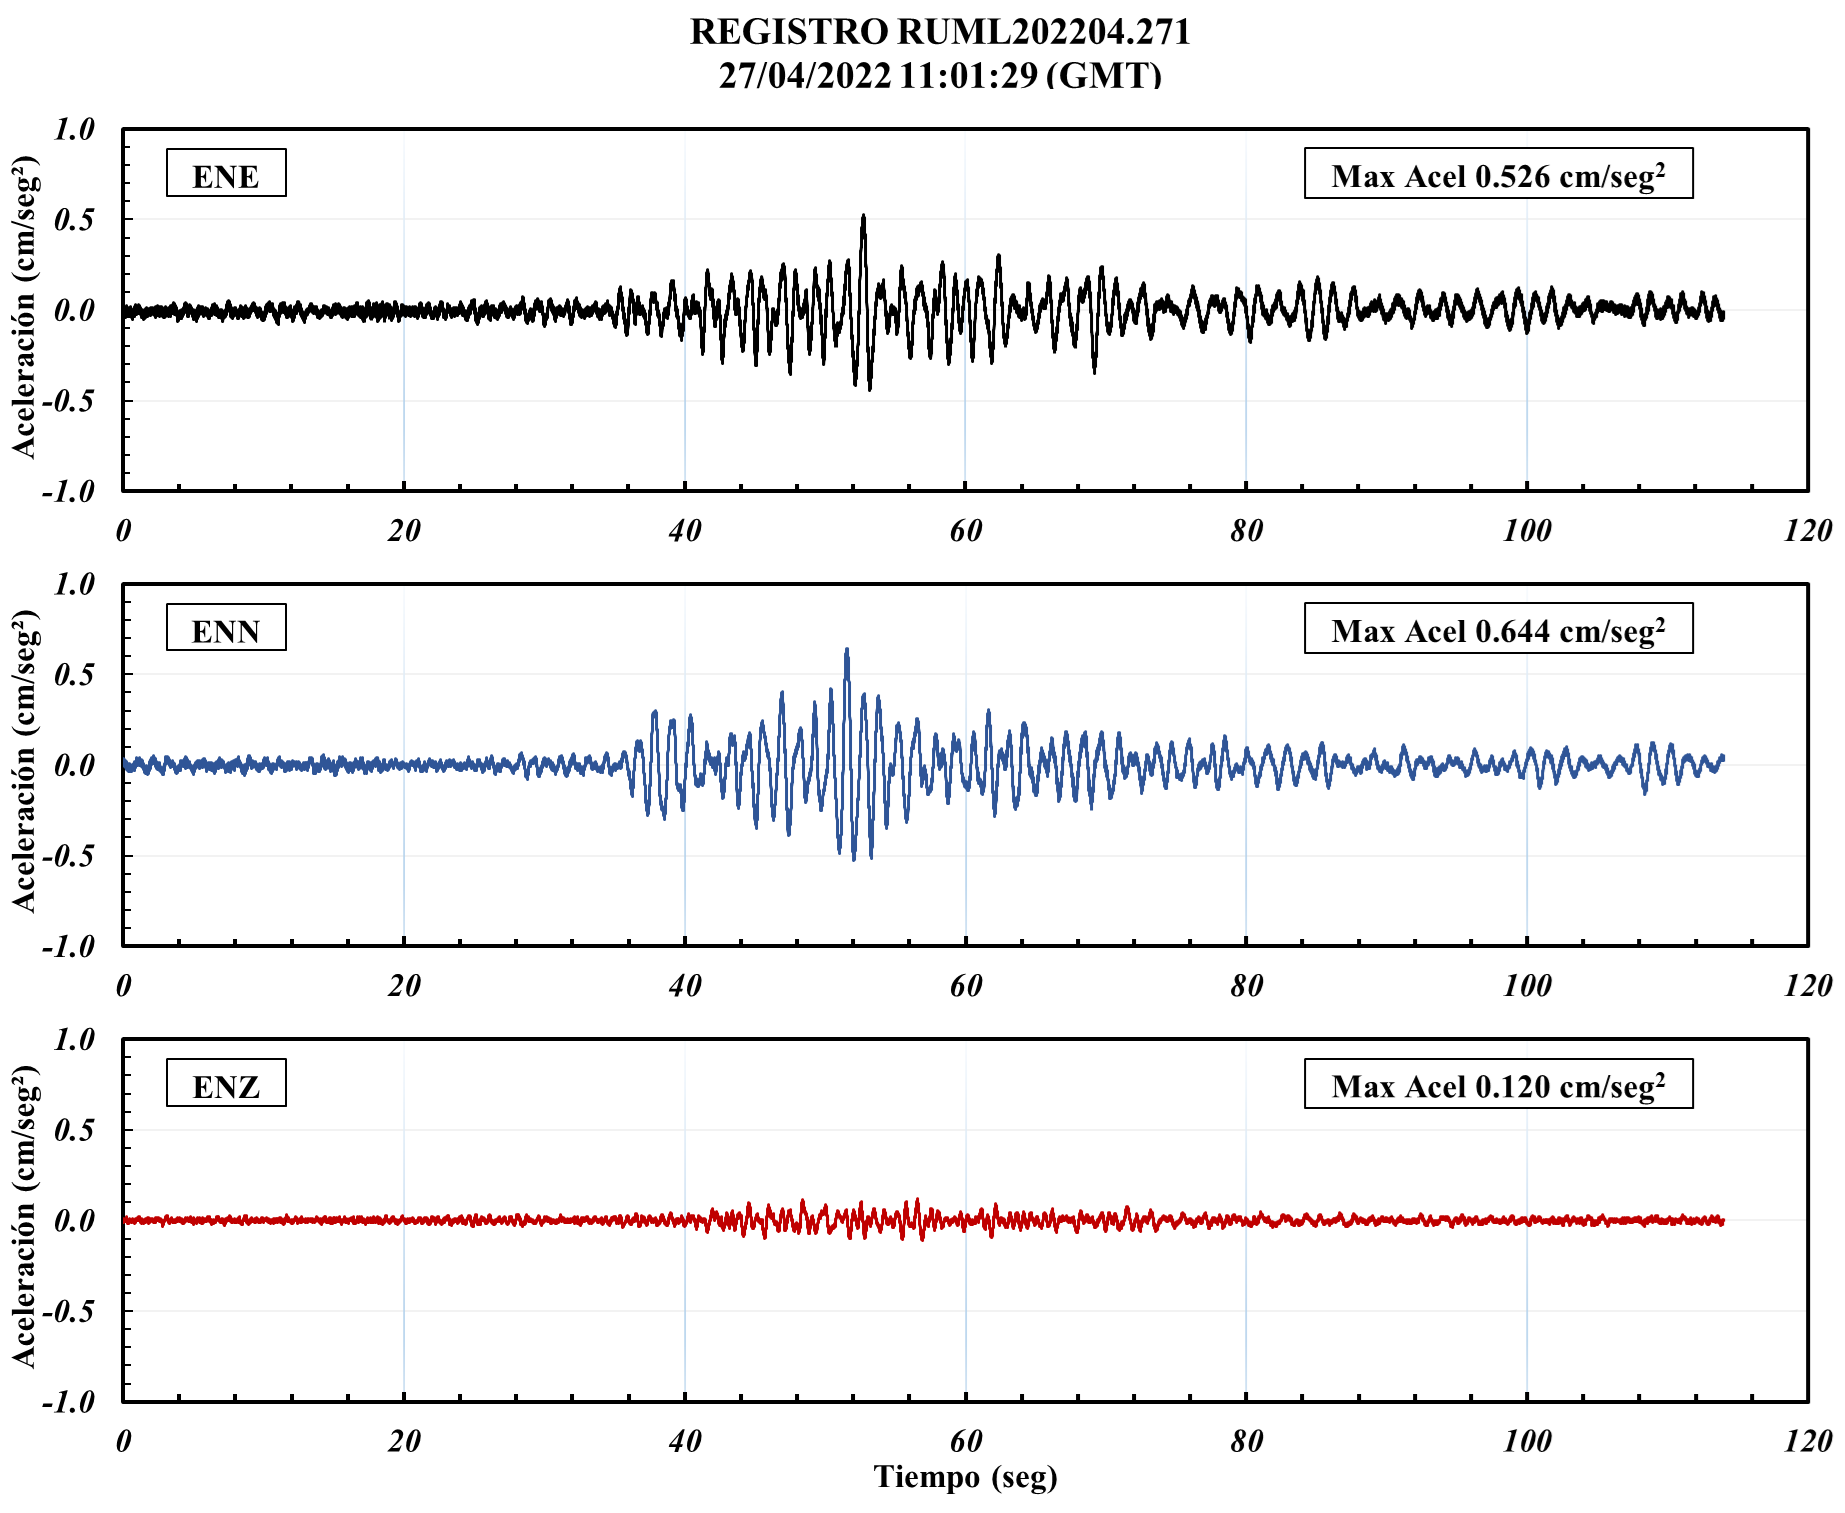 REGISTRO RUML202204.271
27/04/2022 11:01:29 (GMT)
1.0
0.5
0.0
-0.5
-1.0
Aceleración (cm/seg²)
ENE
Max Acel 0.526 cm/seg²
0 20 40 60 80 100 120
1.0
0.5
0.0
-0.5
-1.0
Aceleración (cm/seg²)
ENN
Max Acel 0.644 cm/seg²
0 20 40 60 80 100 120
1.0
0.5
0.0
-0.5
-1.0
Aceleración (cm/seg²)
ENZ
Max Acel 0.120 cm/seg²
0 20 40 60 80 100 120
Tiempo (seg)